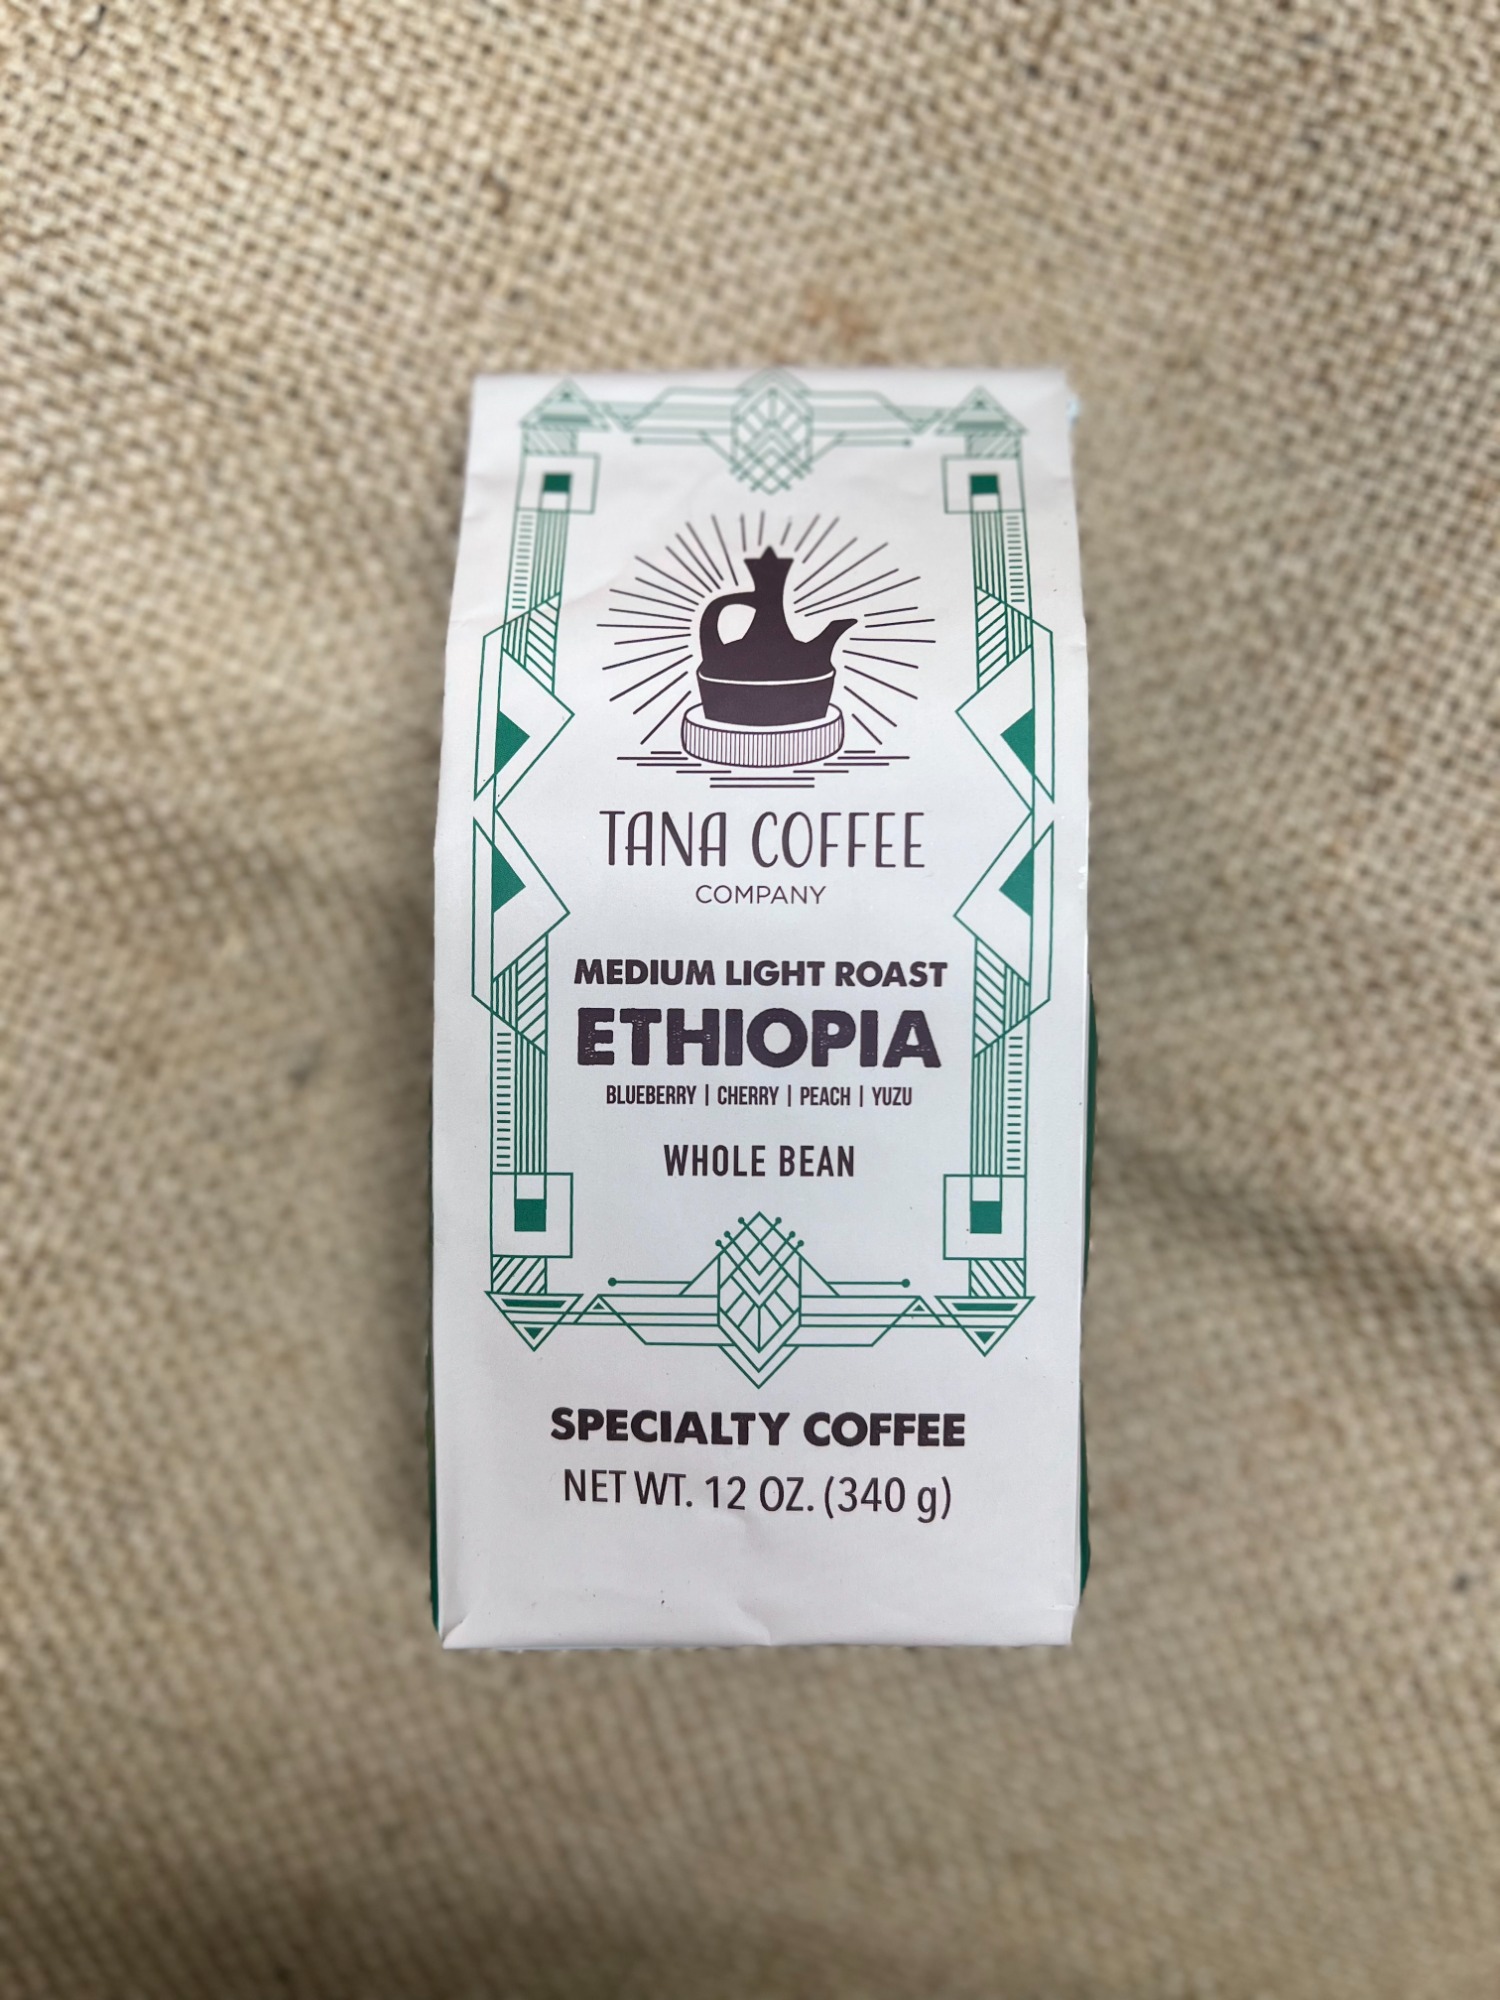 TANA COFFEE
COMPANY
MEDIUM LIGHT ROAST
ETHIOPIA
BLUEBERRY | CHERRY | PEACH | YUZU
WHOLE BEAN
SPECIALTY COFFEE
NET WT. 12 OZ. (340 g)